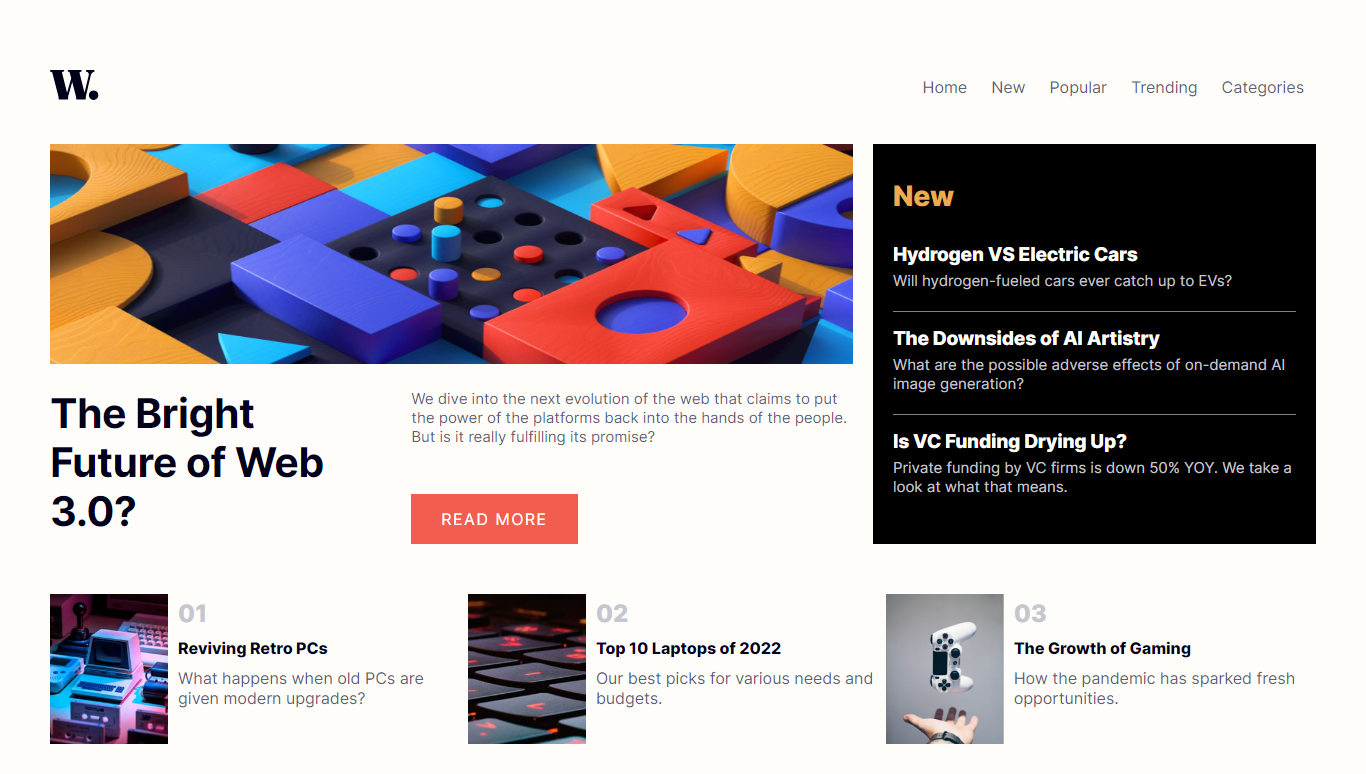 W.
Home New Popular Trending Categories
New
Hydrogen VS Electric Cars
Will hydrogen-fueled cars ever catch up to EVs?
The Downsides of AI Artistry
What are the possible adverse effects of on-demand AI
image generation?
Is VC Funding Drying Up?
Private funding by VC firms is down 50% YOY. We take a
look at what that means.
The Bright
Future of Web
3.0?
We dive into the next evolution of the web that claims to put
the power of the platforms back into the hands of the people.
But is it really fulfilling its promise?
READ MORE
01
Reviving Retro PCs
What happens when old PCs are
given modern upgrades?
02
Top 10 Laptops of 2022
Our best picks for various needs and
budgets.
03
The Growth of Gaming
How the pandemic has sparked fresh
opportunities.